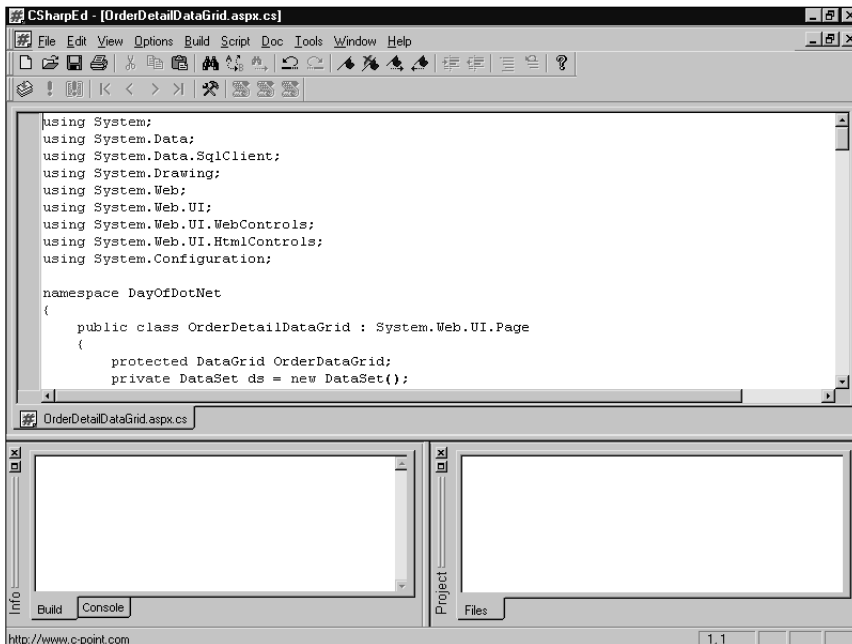 CSharpEd - [OrderDetailDataGrid.aspx.cs]
File Edit View Options Build Script Doc Tools Window Help
using System;
using System.Data;
using System.Data.SqlClient;
using System.Drawing;
using System.Web;
using System.Web.UI;
using System.Web.UI.WebControls;
using System.Web.UI.HtmlControls;
using System.Configuration;
namespace DayOfDotNet
{
public class OrderDetailDataGrid : System.Web.UI.Page
{
protected DataGrid OrderDataGrid;
private DataSet ds = new DataSet();
OrderDetailDataGrid.aspx.cs
Info
Build Console
Project
Files
http://www.c-point.com
1, 1